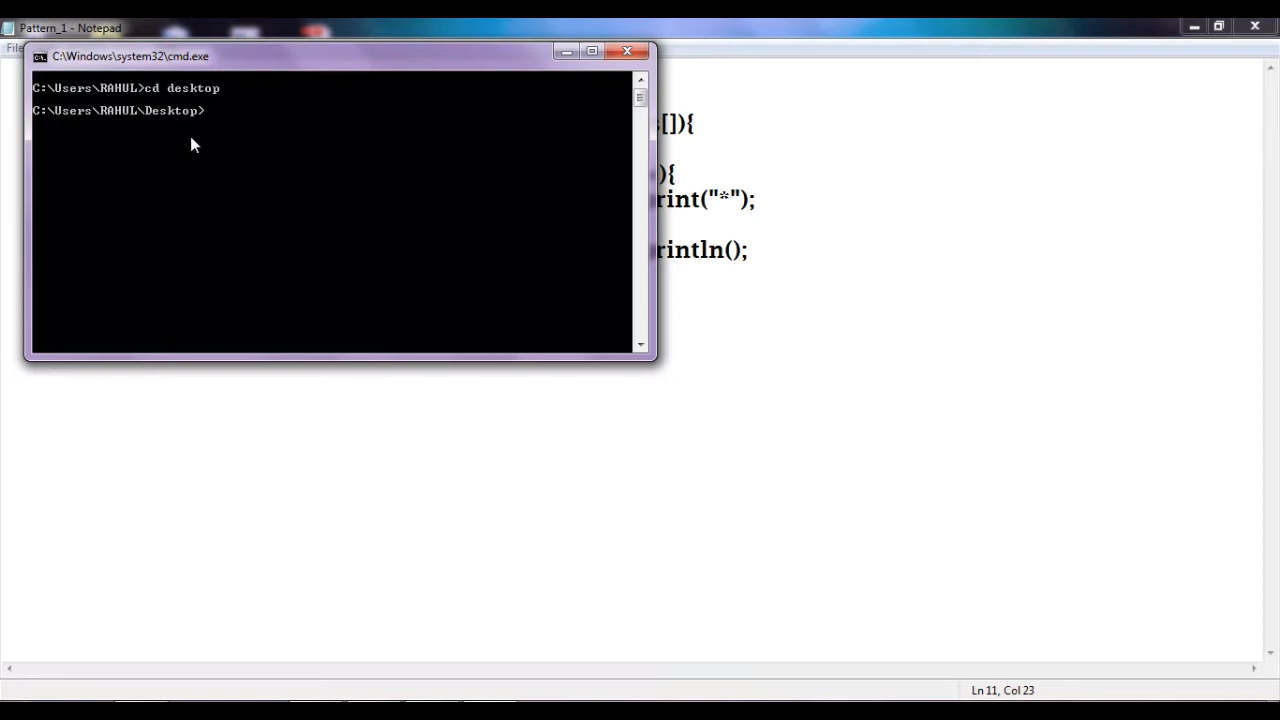 Pattern_1 - Notepad
File
C:\Windows\system32\cmd.exe
C:\Users\RAHUL>cd desktop
C:\Users\RAHUL\Desktop>
[]){
){
rint("*");
rintln();
Ln 11, Col 23